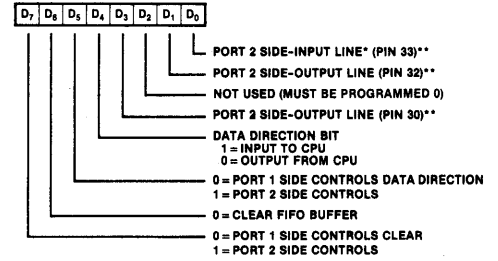 D7 D6 D5 D4 D3 D2 D1 D0
PORT 2 SIDE-INPUT LINE* (PIN 33)**
PORT 2 SIDE-OUTPUT LINE (PIN 32)**
NOT USED (MUST BE PROGRAMMED 0)
PORT 2 SIDE-OUTPUT LINE (PIN 30)**
DATA DIRECTION BIT
1 = INPUT TO CPU
0 = OUTPUT FROM CPU
0 = PORT 1 SIDE CONTROLS DATA DIRECTION
1 = PORT 2 SIDE CONTROLS
0 = CLEAR FIFO BUFFER
0 = PORT 1 SIDE CONTROLS CLEAR
1 = PORT 2 SIDE CONTROLS